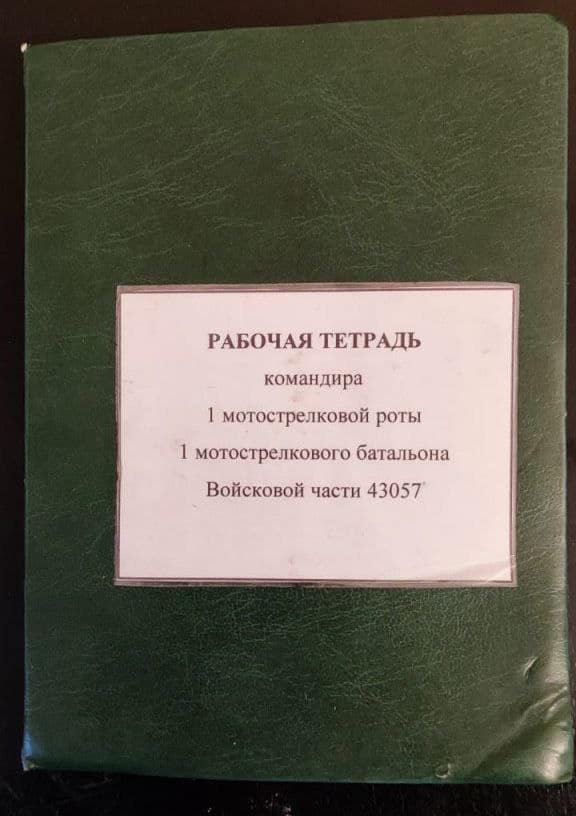 РАБОЧАЯ ТЕТРАДЬ
командира
1 мотострелковой роты
1 мотострелкового батальона
Войсковой части 43057